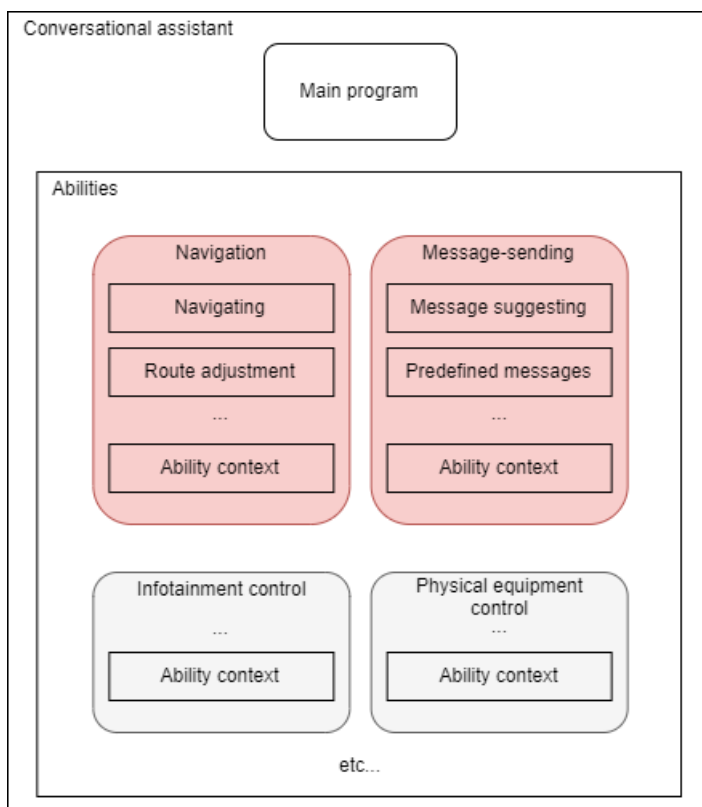 Conversational assistant
Main program
Abilities
Navigation
Navigating
Route adjustment
...
Ability context
Message-sending
Message suggesting
Predefined messages
...
Ability context
Infotainment control
...
Ability context
Physical equipment
control
...
Ability context
etc...